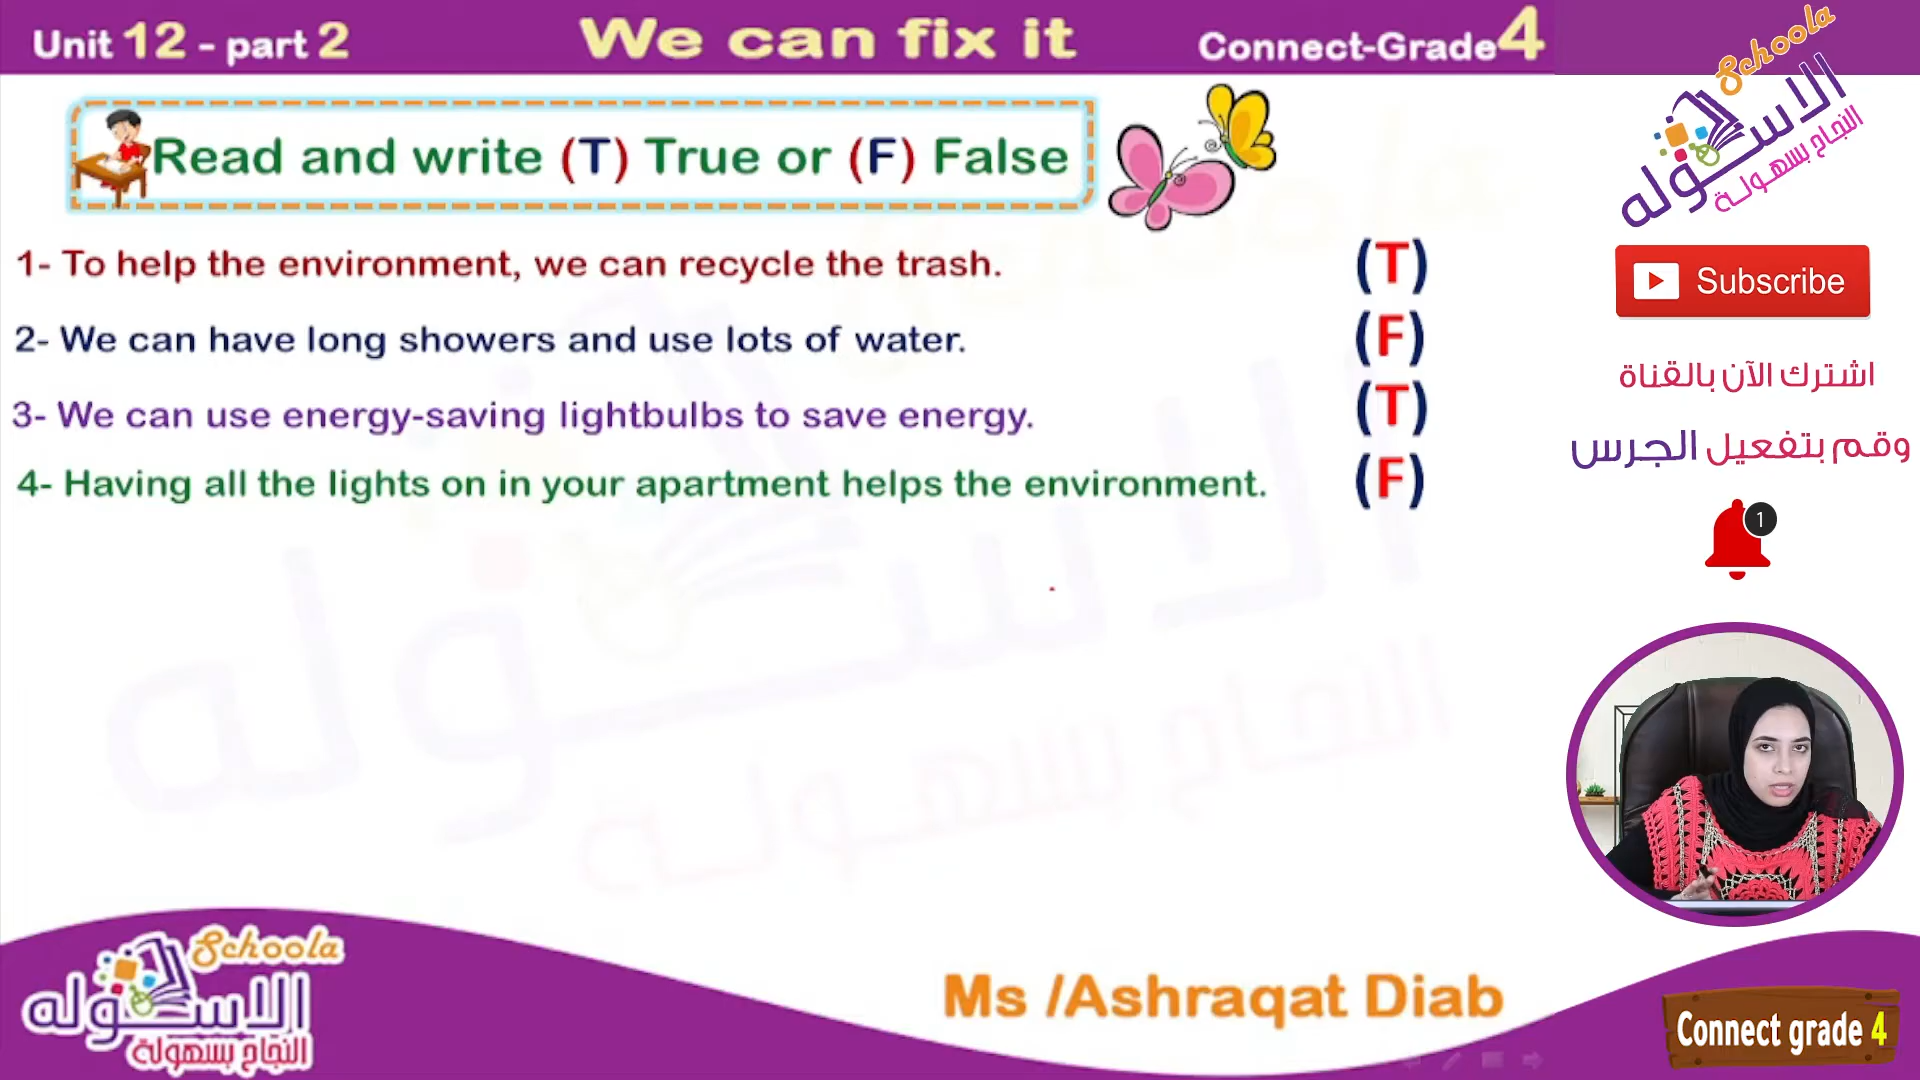 Unit 12 - part 2
We can fix it
Connect-Grade4
Schoola
الاسكوله
النجاح بسهولة
Read and write (T) True or (F) False
1- To help the environment, we can recycle the trash. (T)
2- We can have long showers and use lots of water. (F)
3- We can use energy-saving lightbulbs to save energy. (T)
4- Having all the lights on in your apartment helps the environment. (F)
Subscribe
اشترك الآن بالقناة
وقم بتفعيل الجرس
1
الاسكوله
النجاح بسهولة
Schoola
الاسكوله
النجاح بسهولة
Ms /Ashraqat Diab
Connect grade 4